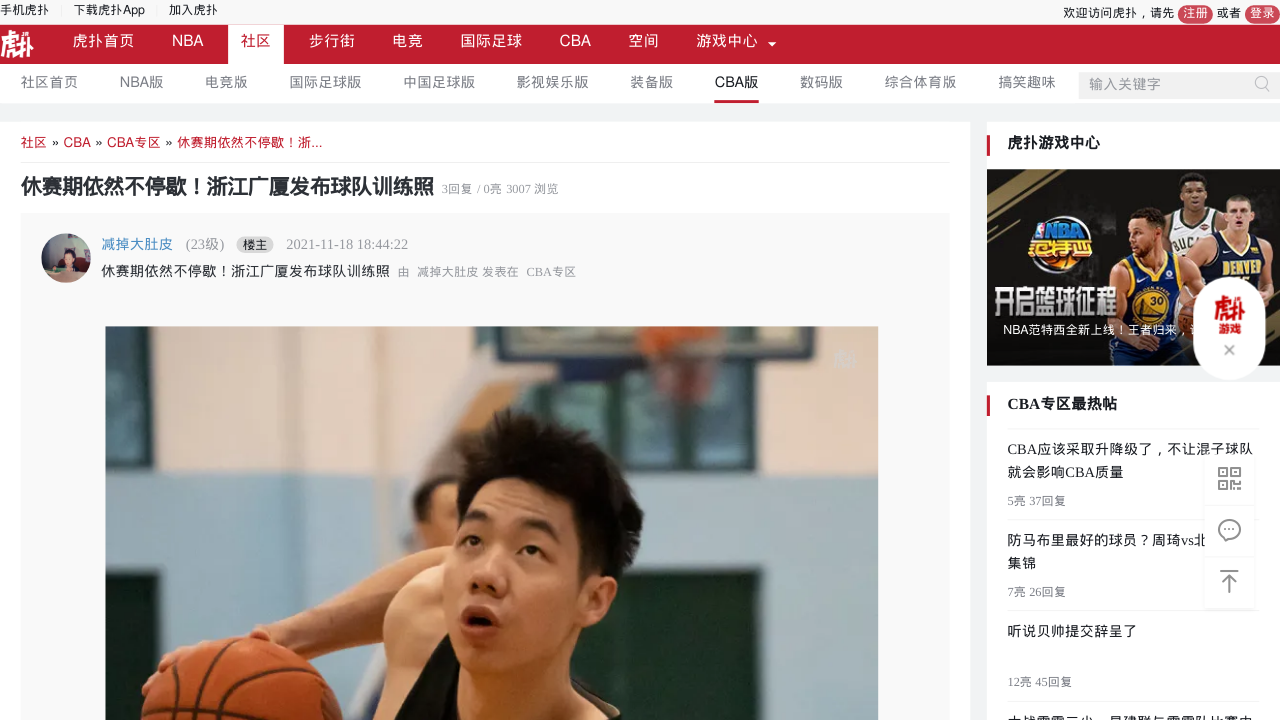 手机虎扑 下载虎扑App 加入虎扑 欢迎访问虎扑，请先 注册 或者 登录
虎扑 虎扑首页 NBA 社区 步行街 电竞 国际足球 CBA 空间 游戏中心
社区首页 NBA版 电竞版 国际足球版 中国足球版 影视娱乐版 装备版 CBA版 数码版 综合体育版 搞笑趣味 输入关键字
社区 » CBA » CBA专区 » 休赛期依然不停歇！浙...
休赛期依然不停歇！浙江广厦发布球队训练照 3回复 / 0亮 3007 浏览
减掉大肚皮 (23级) 楼主 2021-11-18 18:44:22
休赛期依然不停歇！浙江广厦发布球队训练照 由 减掉大肚皮 发表在 CBA专区
虎扑游戏中心
NBA
范特西
BUCKS
DENVER
GOLDEN STATE
30
开启篮球征程
NBA范特西全新上线！王者归来，
虎扑
游戏
CBA专区最热帖
CBA应该采取升降级了，不让混子球队
就会影响CBA质量
5亮 37回复
防马布里最好的球员？周琦vs北
集锦
7亮 26回复
听说贝帅提交辞呈了
12亮 45回复